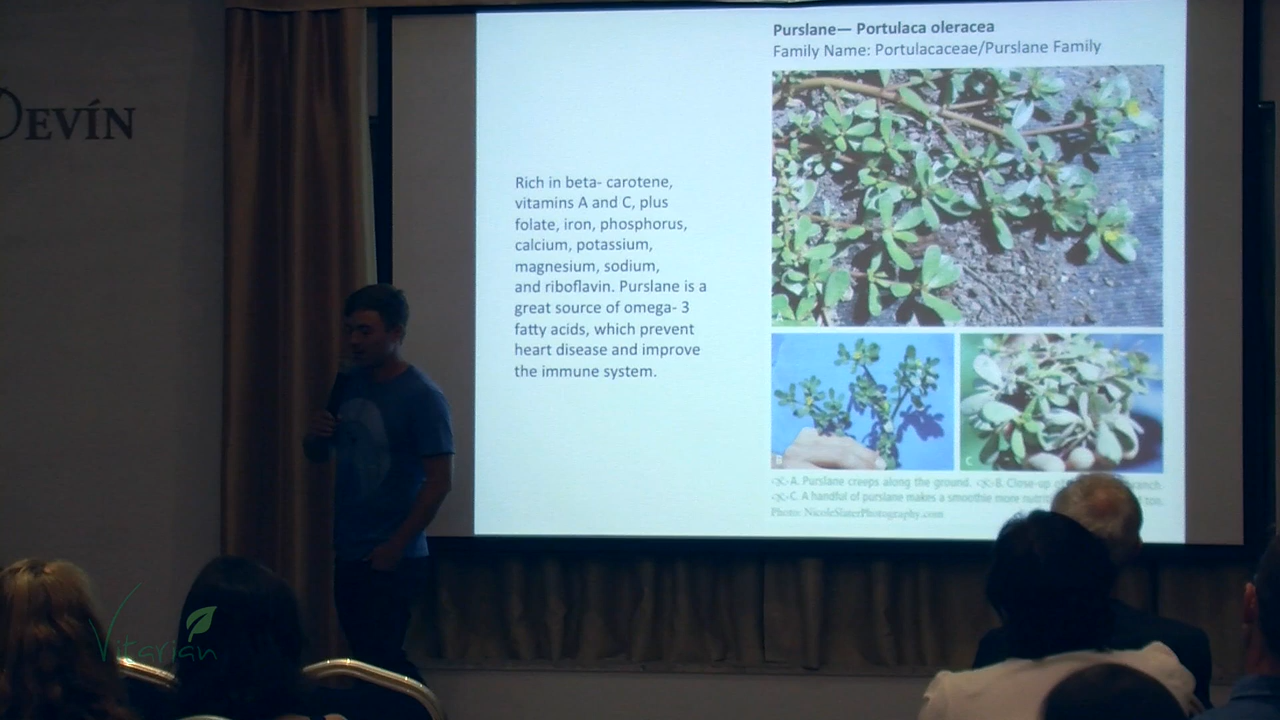 DEVÍN
Purslane— Portulaca oleracea
Family Name: Portulacaceae/Purslane Family
Rich in beta- carotene,
vitamins A and C, plus
folate, iron, phosphorus,
calcium, potassium,
magnesium, sodium,
and riboflavin. Purslane is a
great source of omega- 3
fatty acids, which prevent
heart disease and improve
the immune system.
B
C
A. Purslane creeps along the ground. B. Close-up
C. A handful of purslane makes a smoothie more
Photo: NicoleSlaterPhotography.com
Vitarian